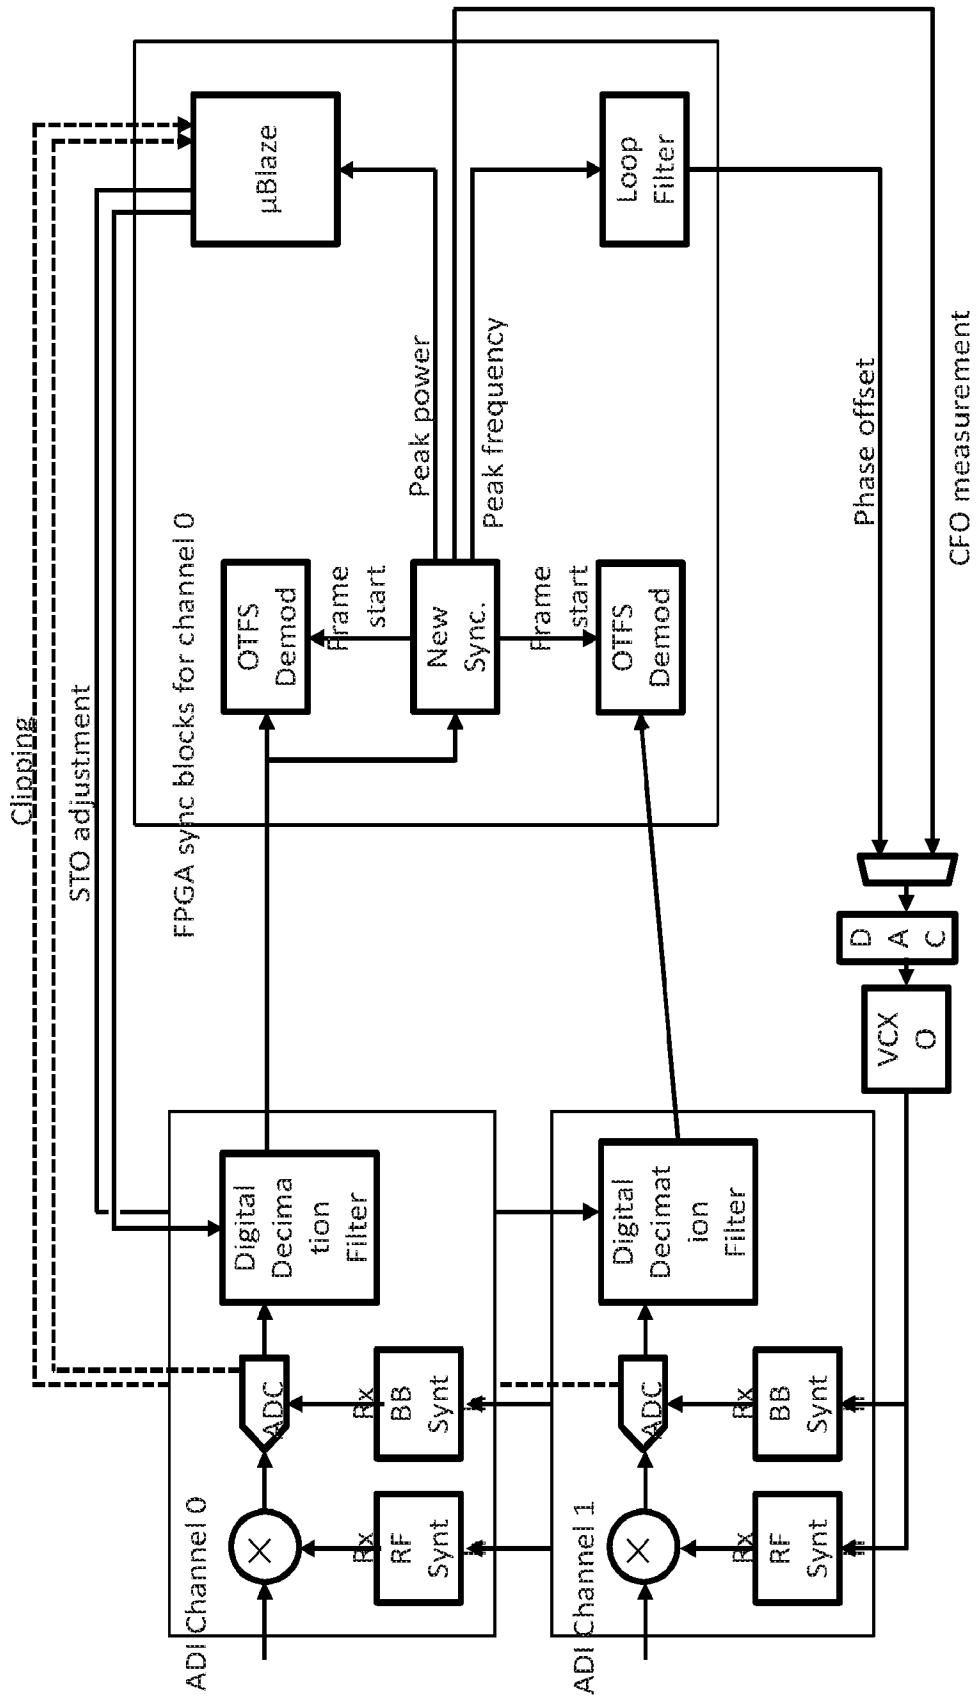 Clipping
STO adjustment
FPGA sync blocks for channel 0
ADI Channel 0
Rx
RF
Synt
Rx
BB
Synt
ADC
Digital
Decima
tion
Filter
OTFS
Demod
Frame
start
New
Sync.
Frame
start
OTFS
Demod
µBlaze
Peak power
Peak frequency
Loop
Filter
ADI Channel 1
Rx
RF
Synt
Rx
BB
Synt
ADC
Digital
Decimat
ion
Filter
VCX
O
D
A
C
Phase offset
CFO measurement